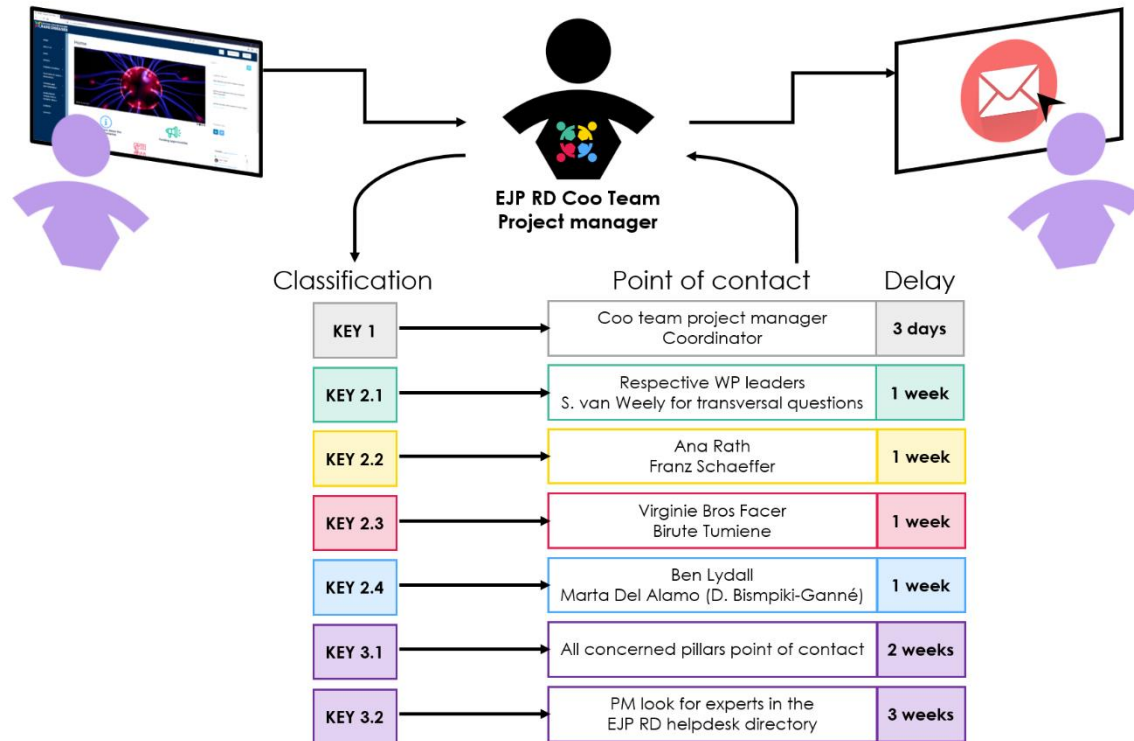 Home
EJP RD Coo Team
Project manager
Classification
Point of contact
Delay
KEY 1
Coo team project manager
Coordinator
3 days
KEY 2.1
Respective WP leaders
S. van Weely for transversal questions
1 week
KEY 2.2
Ana Rath
Franz Schaeffer
1 week
KEY 2.3
Virginie Bros Facer
Birute Tumiene
1 week
KEY 2.4
Ben Lydall
Marta Del Alamo (D. Bismpiki-Ganné)
1 week
KEY 3.1
All concerned pillars point of contact
2 weeks
KEY 3.2
PM look for experts in the
EJP RD helpdesk directory
3 weeks